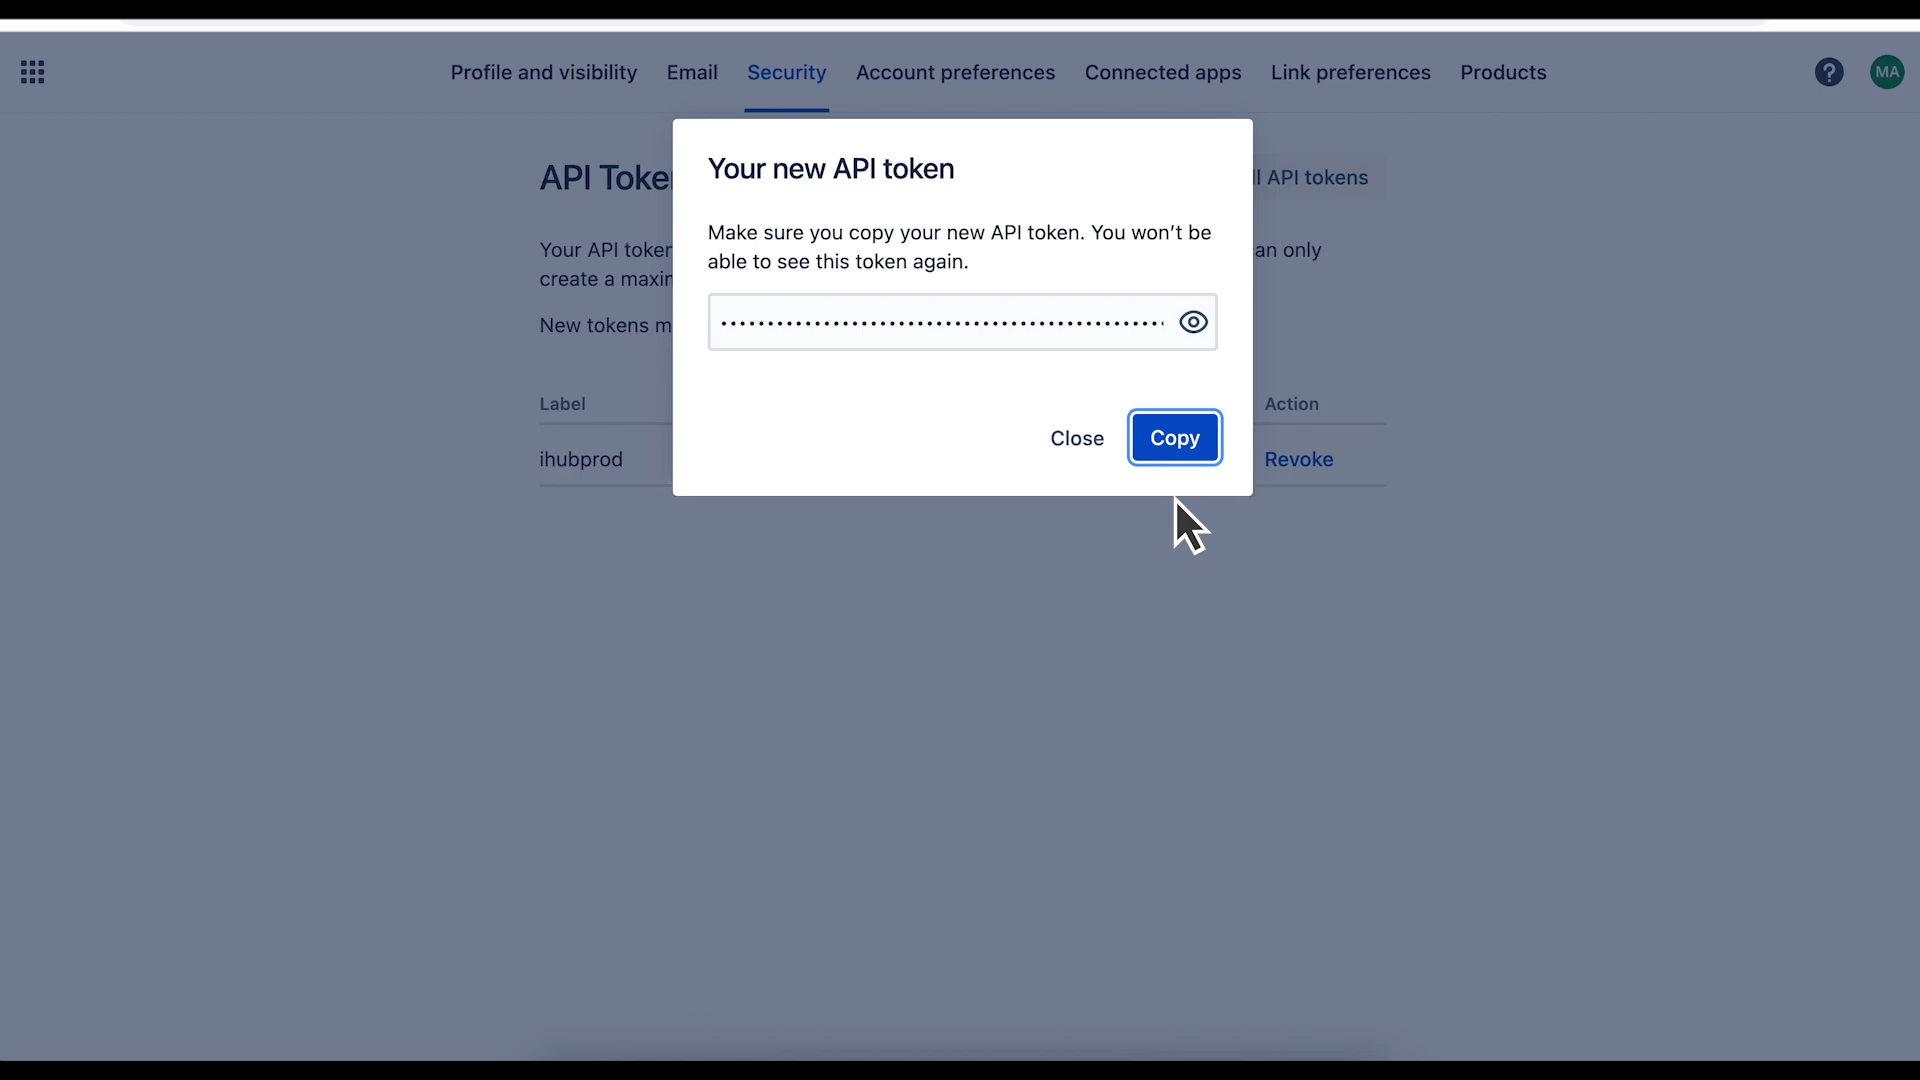 Profile and visibility Email Security Account preferences Connected apps Link preferences Products
? MA
Your new API token
API Toke
ll API tokens
Make sure you copy your new API token. You won't be
able to see this token again.
Your API token
an only
create a maxim
New tokens m
••••••••••••••••••••••••••••••••••••••••••••••••
Label
Action
Close Copy
ihubprod
Revoke